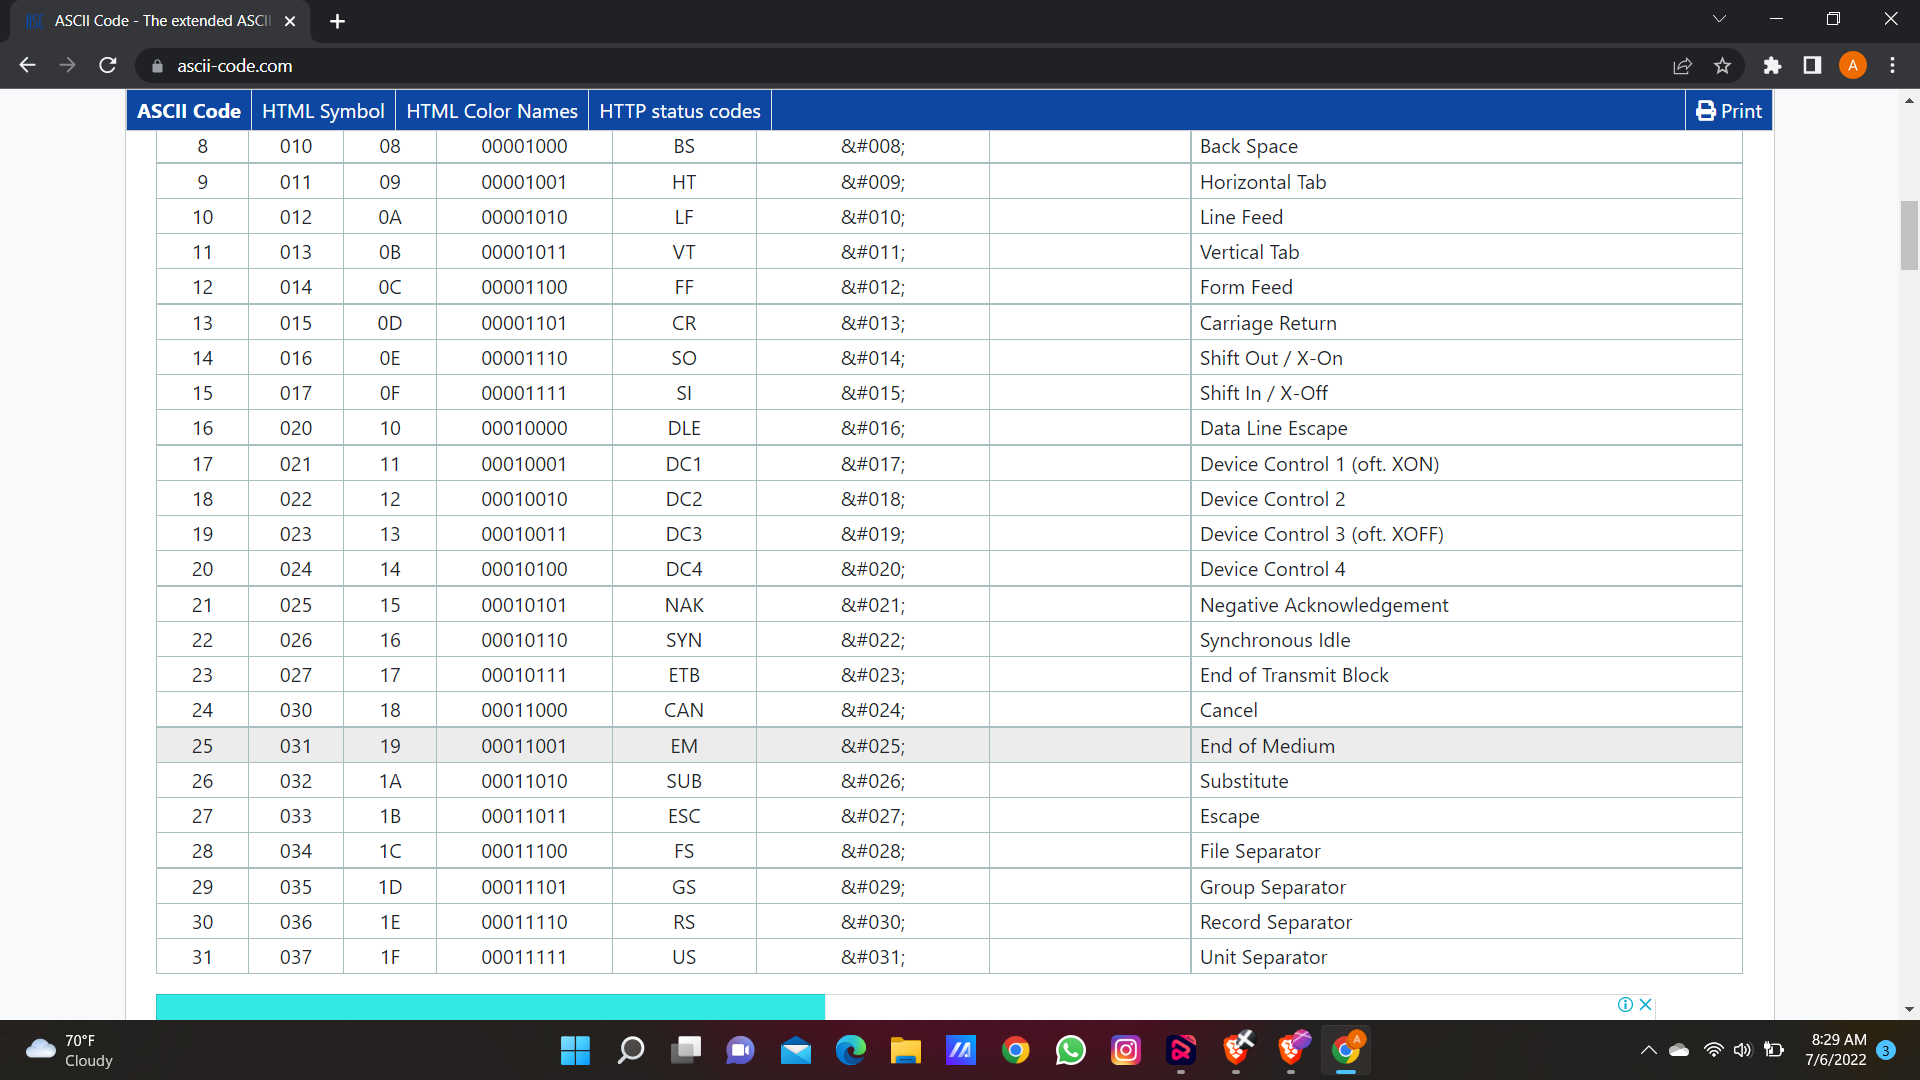 ASCII Code - The extended ASCII
ascii-code.com
A
ASCII Code HTML Symbol HTML Color Names HTTP status codes Print
8 010 08 00001000 BS &#008; Back Space
9 011 09 00001001 HT &#009; Horizontal Tab
10 012 0A 00001010 LF &#010; Line Feed
11 013 0B 00001011 VT &#011; Vertical Tab
12 014 0C 00001100 FF &#012; Form Feed
13 015 0D 00001101 CR &#013; Carriage Return
14 016 0E 00001110 SO &#014; Shift Out / X-On
15 017 0F 00001111 SI &#015; Shift In / X-Off
16 020 10 00010000 DLE &#016; Data Line Escape
17 021 11 00010001 DC1 &#017; Device Control 1 (oft. XON)
18 022 12 00010010 DC2 &#018; Device Control 2
19 023 13 00010011 DC3 &#019; Device Control 3 (oft. XOFF)
20 024 14 00010100 DC4 &#020; Device Control 4
21 025 15 00010101 NAK &#021; Negative Acknowledgement
22 026 16 00010110 SYN &#022; Synchronous Idle
23 027 17 00010111 ETB &#023; End of Transmit Block
24 030 18 00011000 CAN &#024; Cancel
25 031 19 00011001 EM &#025; End of Medium
26 032 1A 00011010 SUB &#026; Substitute
27 033 1B 00011011 ESC &#027; Escape
28 034 1C 00011100 FS &#028; File Separator
29 035 1D 00011101 GS &#029; Group Separator
30 036 1E 00011110 RS &#030; Record Separator
31 037 1F 00011111 US &#031; Unit Separator
70°F
Cloudy
A
8:29 AM
7/6/2022
3